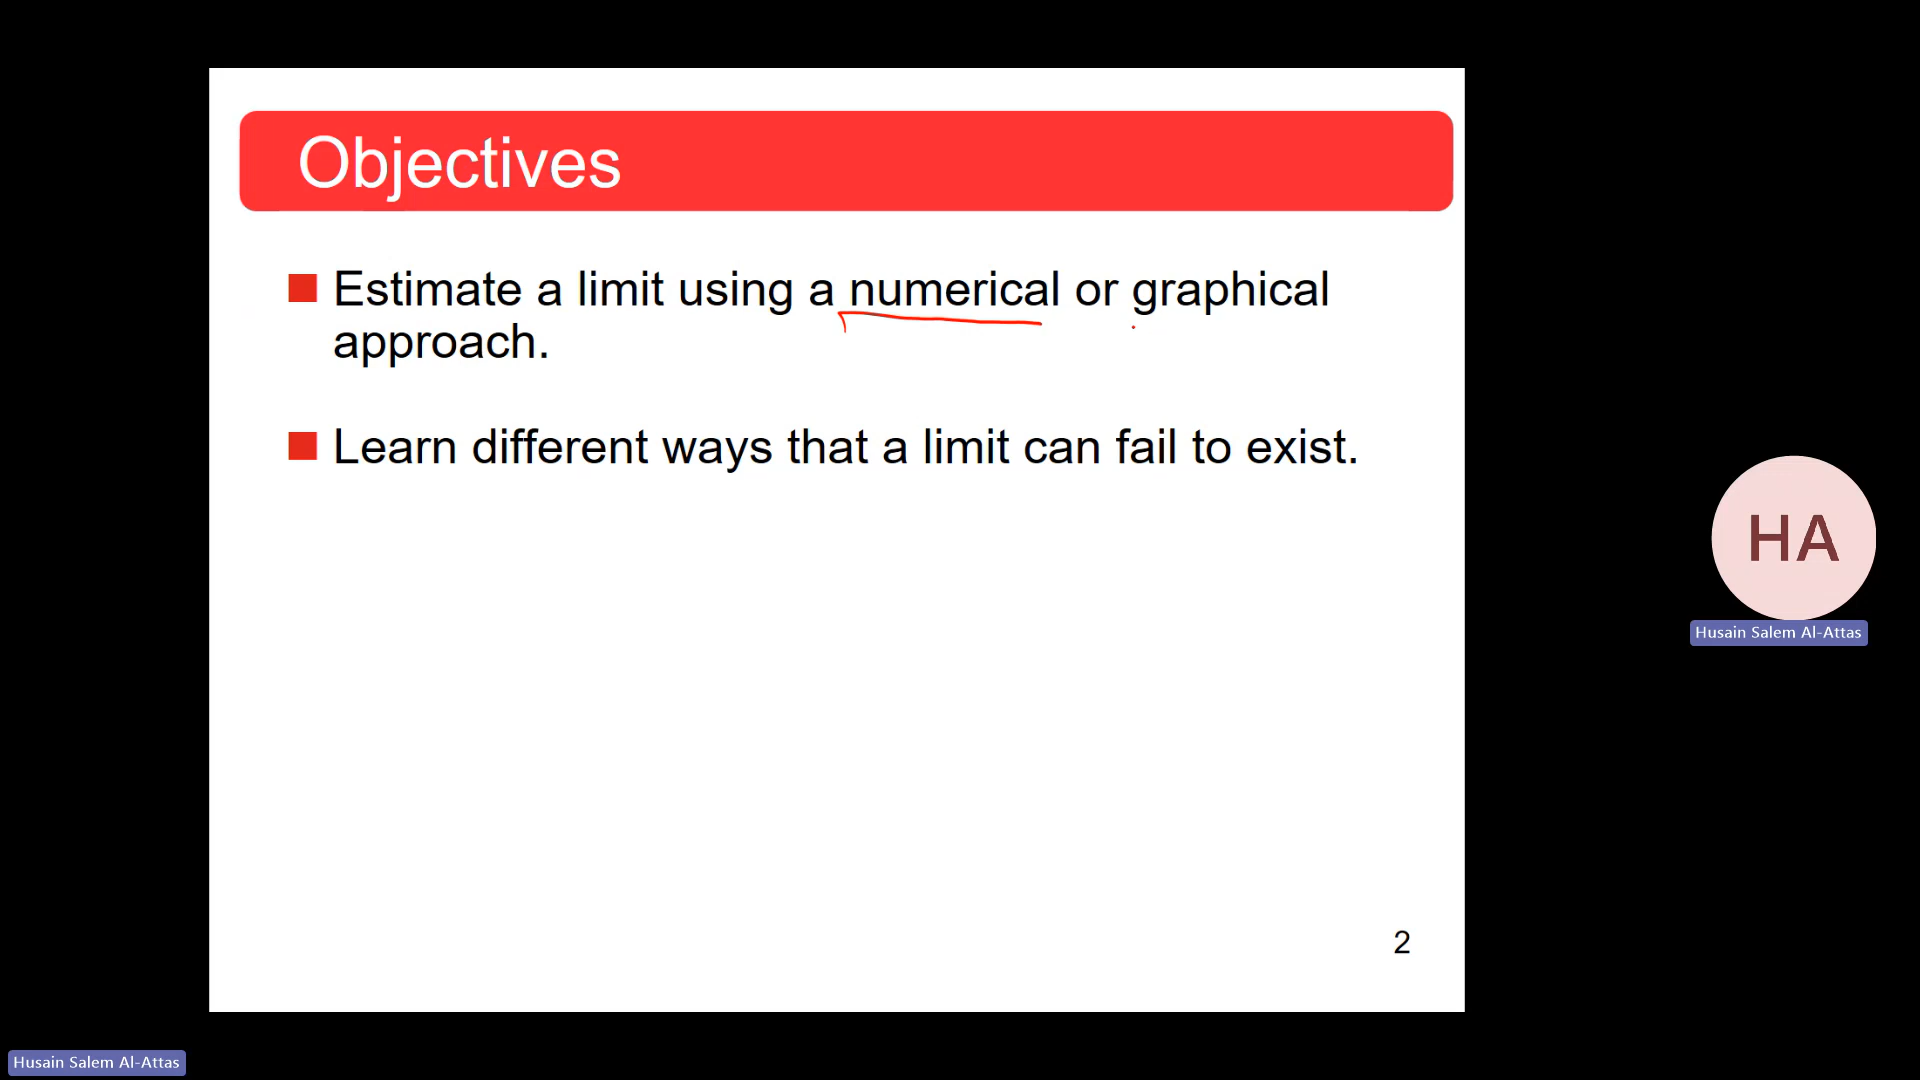 Objectives
Estimate a limit using a numerical or graphical
approach.
Learn different ways that a limit can fail to exist.
HA
Husain Salem Al-Attas
2
Husain Salem Al-Attas